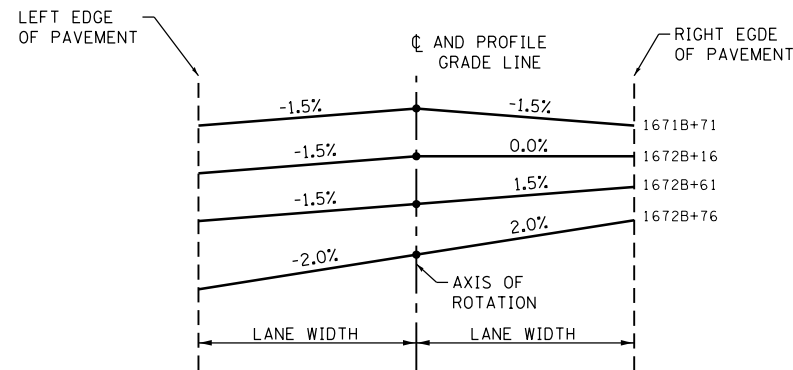 LEFT EDGE
OF PAVEMENT
℄ AND PROFILE
GRADE LINE
RIGHT EGDE
OF PAVEMENT
-1.5% -1.5% 1671B+71
-1.5% 0.0% 1672B+16
-1.5% 1.5% 1672B+61
-2.0% 2.0% 1672B+76
AXIS OF
ROTATION
LANE WIDTH LANE WIDTH